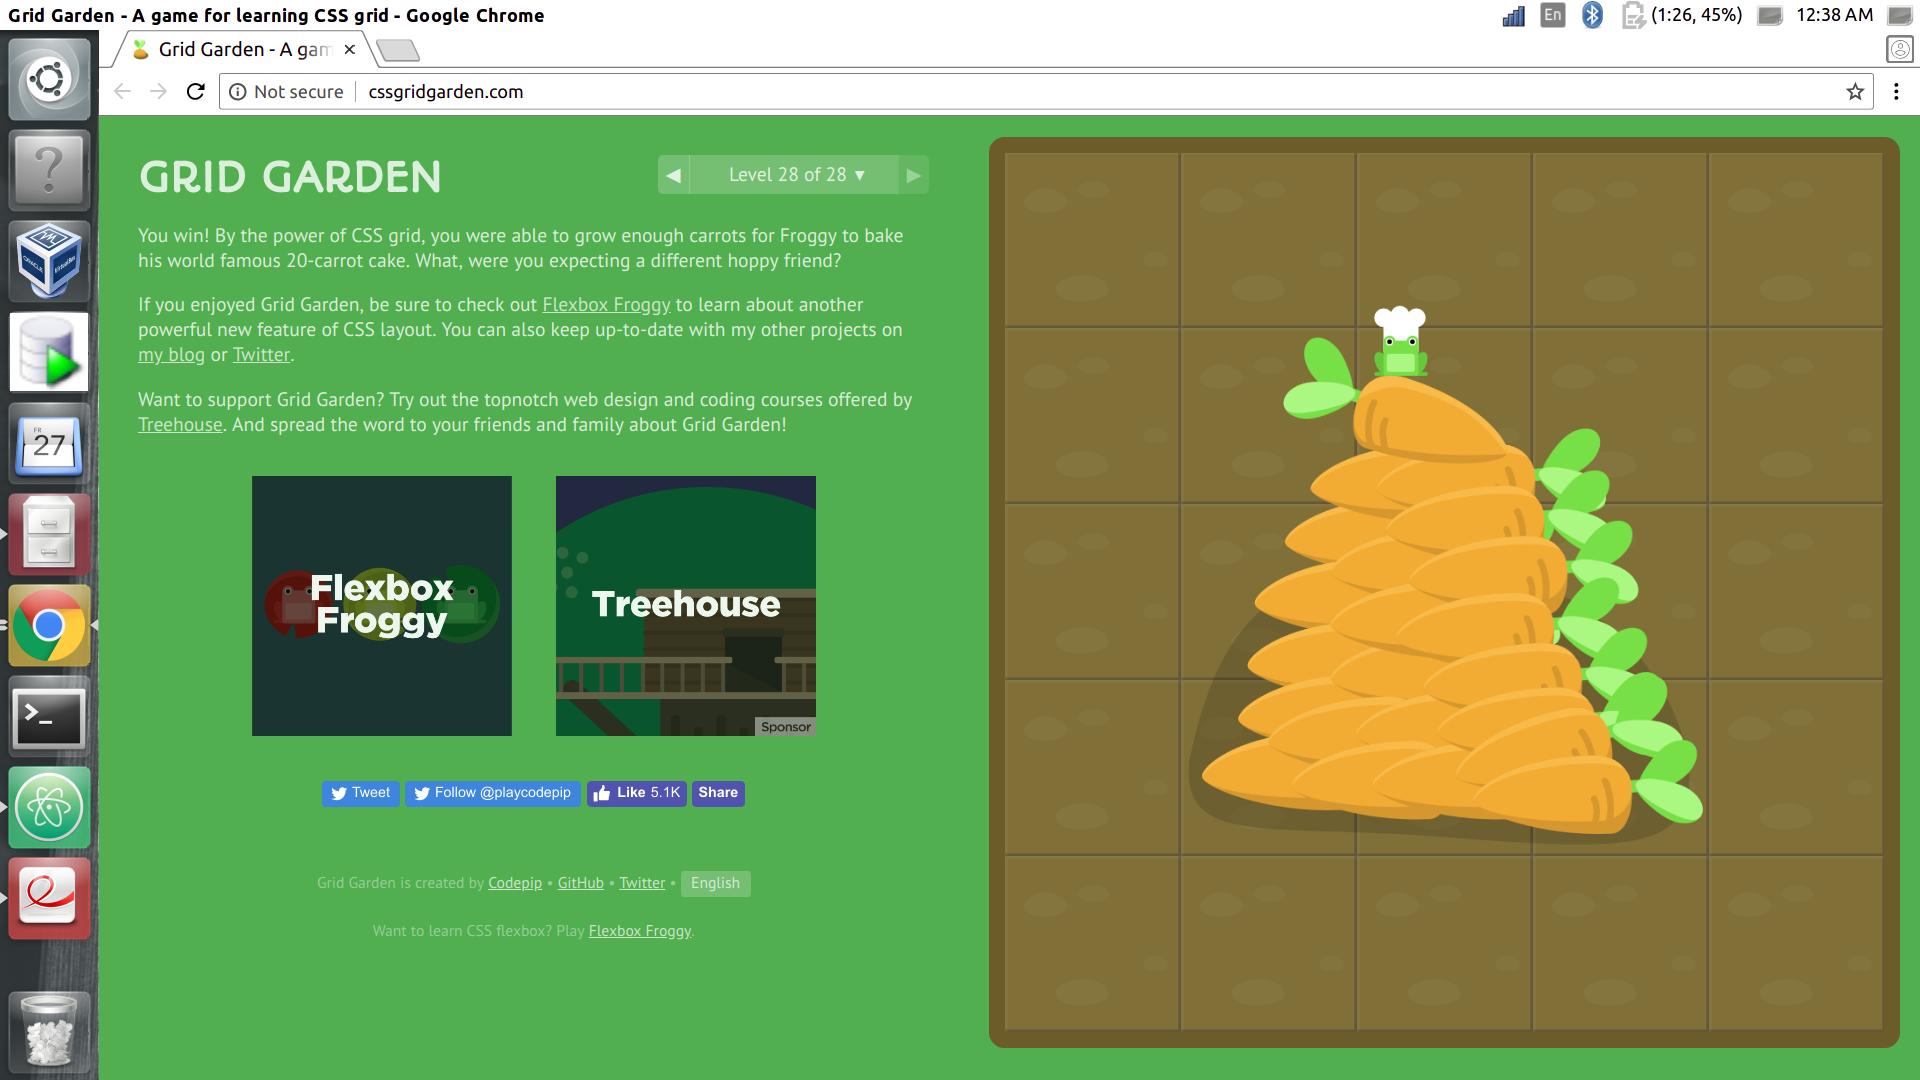 Grid Garden - A game for learning CSS grid - Google Chrome
En
(1:26, 45%)
12:38 AM
Grid Garden - A gam
Not secure
cssgridgarden.com
GRID GARDEN
◀ Level 28 of 28 ▼ ▶
You win! By the power of CSS grid, you were able to grow enough carrots for Froggy to bake
his world famous 20-carrot cake. What, were you expecting a different hoppy friend?
If you enjoyed Grid Garden, be sure to check out Flexbox Froggy to learn about another
powerful new feature of CSS layout. You can also keep up-to-date with my other projects on
my blog or Twitter.
Want to support Grid Garden? Try out the topnotch web design and coding courses offered by
Treehouse. And spread the word to your friends and family about Grid Garden!
Flexbox
Froggy
Treehouse
Sponsor
Tweet
Follow @playcodepip
Like 5.1K
Share
Grid Garden is created by Codepip • GitHub • Twitter • English
Want to learn CSS flexbox? Play Flexbox Froggy.
FR
27
>_